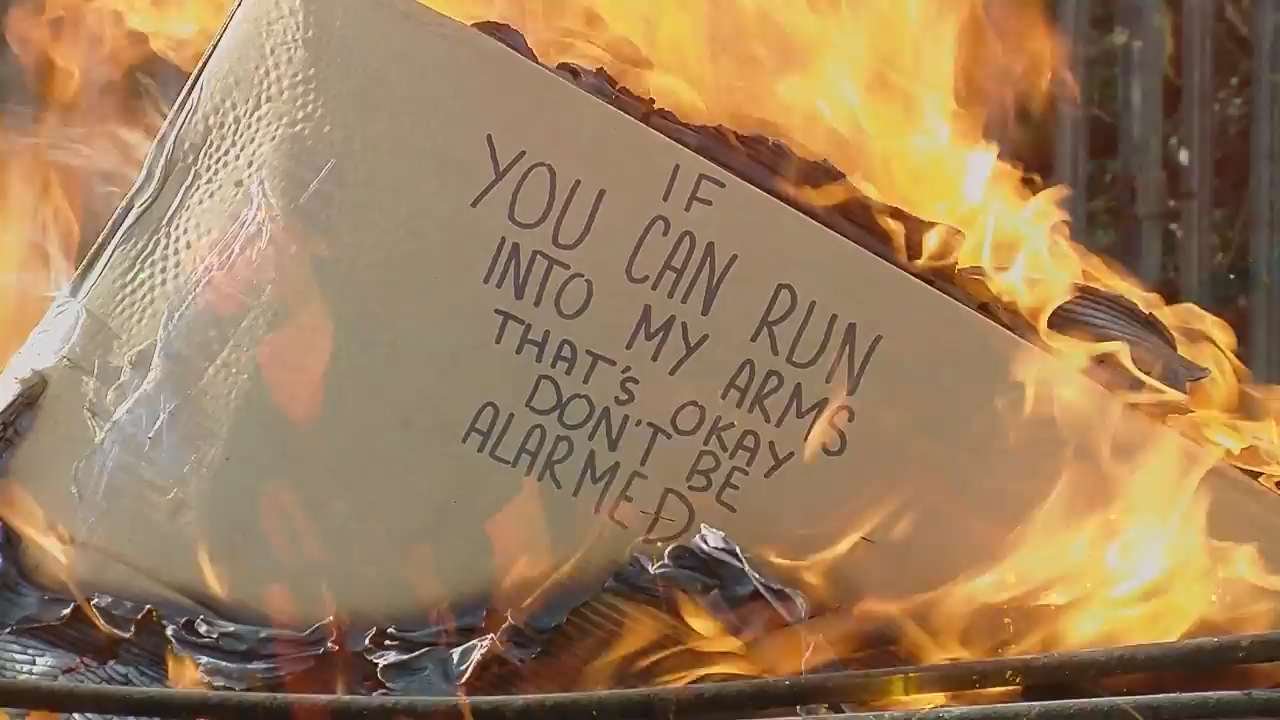 IF
YOU CAN RUN
INTO MY ARMS
THAT'S OKAY
DON'T BE
ALARMED